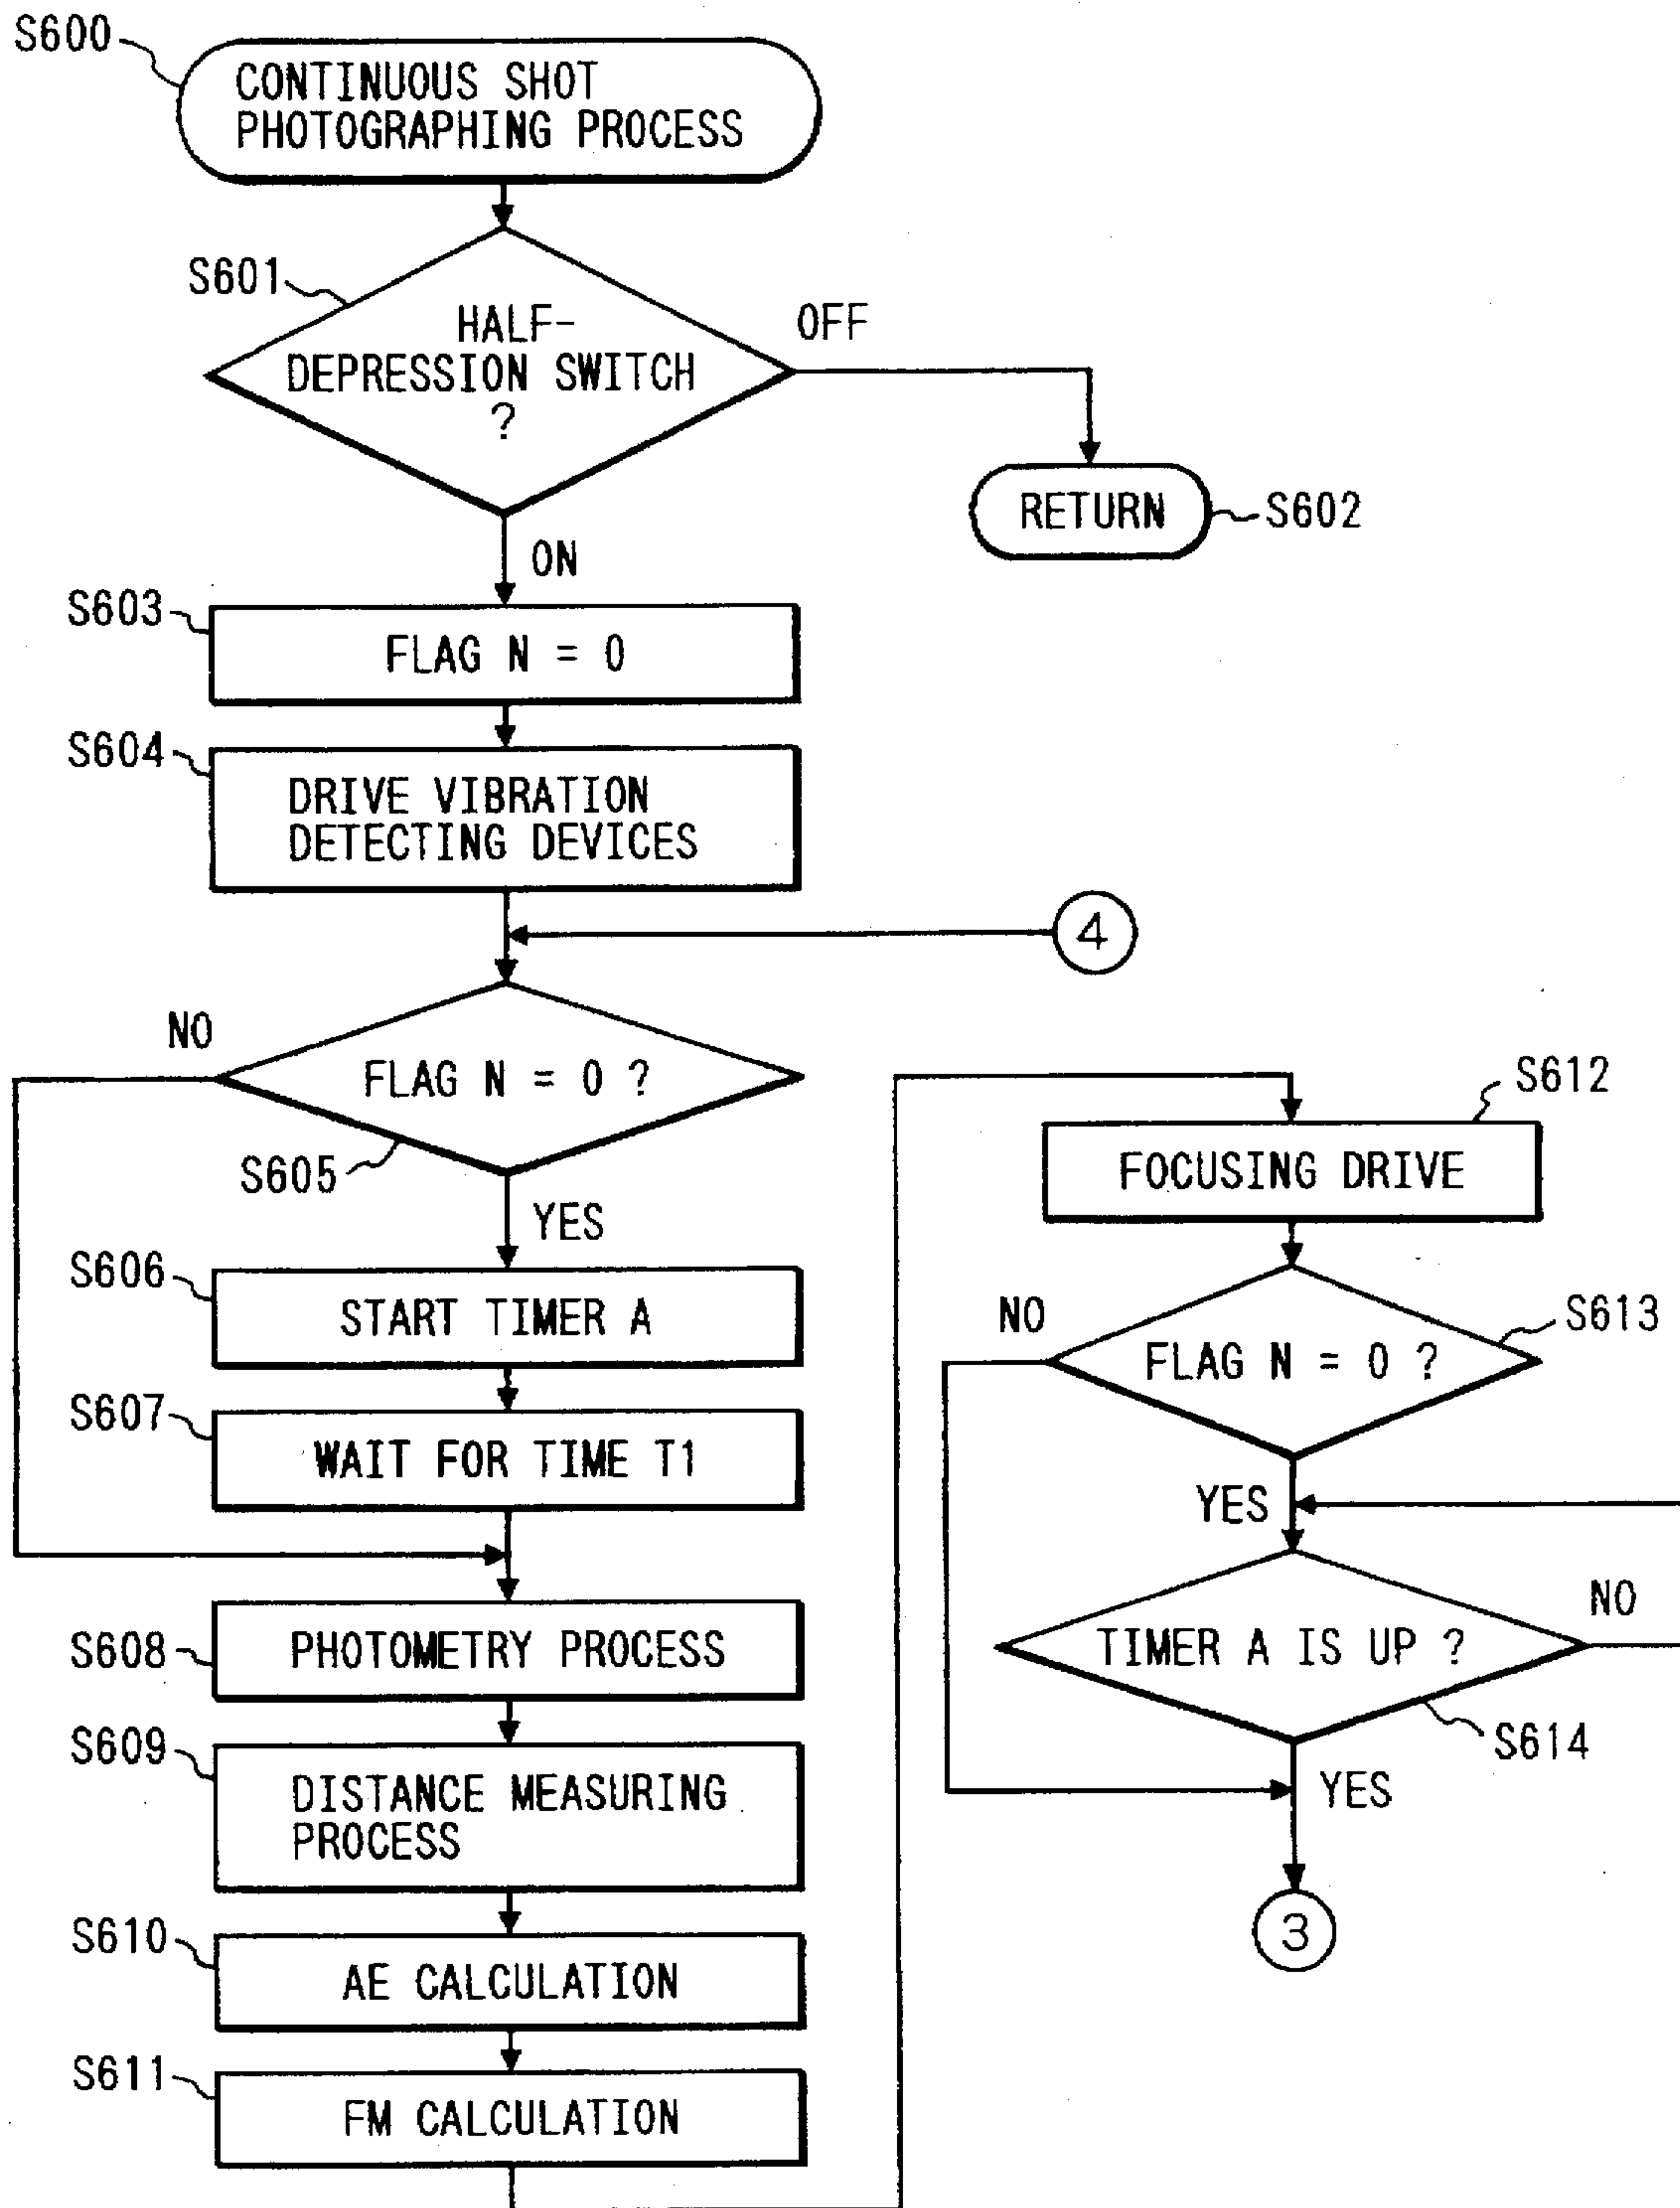 S600
CONTINUOUS SHOT
PHOTOGRAPHING PROCESS
S601
HALF-
DEPRESSION SWITCH
?
OFF
RETURN
S602
ON
S603
FLAG N = 0
S604
DRIVE VIBRATION
DETECTING DEVICES
4
NO
FLAG N = 0 ?
S605
YES
S606
START TIMER A
S607
WAIT FOR TIME T1
S608
PHOTOMETRY PROCESS
S609
DISTANCE MEASURING
PROCESS
S610
AE CALCULATION
S611
FM CALCULATION
S612
FOCUSING DRIVE
NO
S613
FLAG N = 0 ?
YES
NO
TIMER A IS UP ?
S614
YES
3